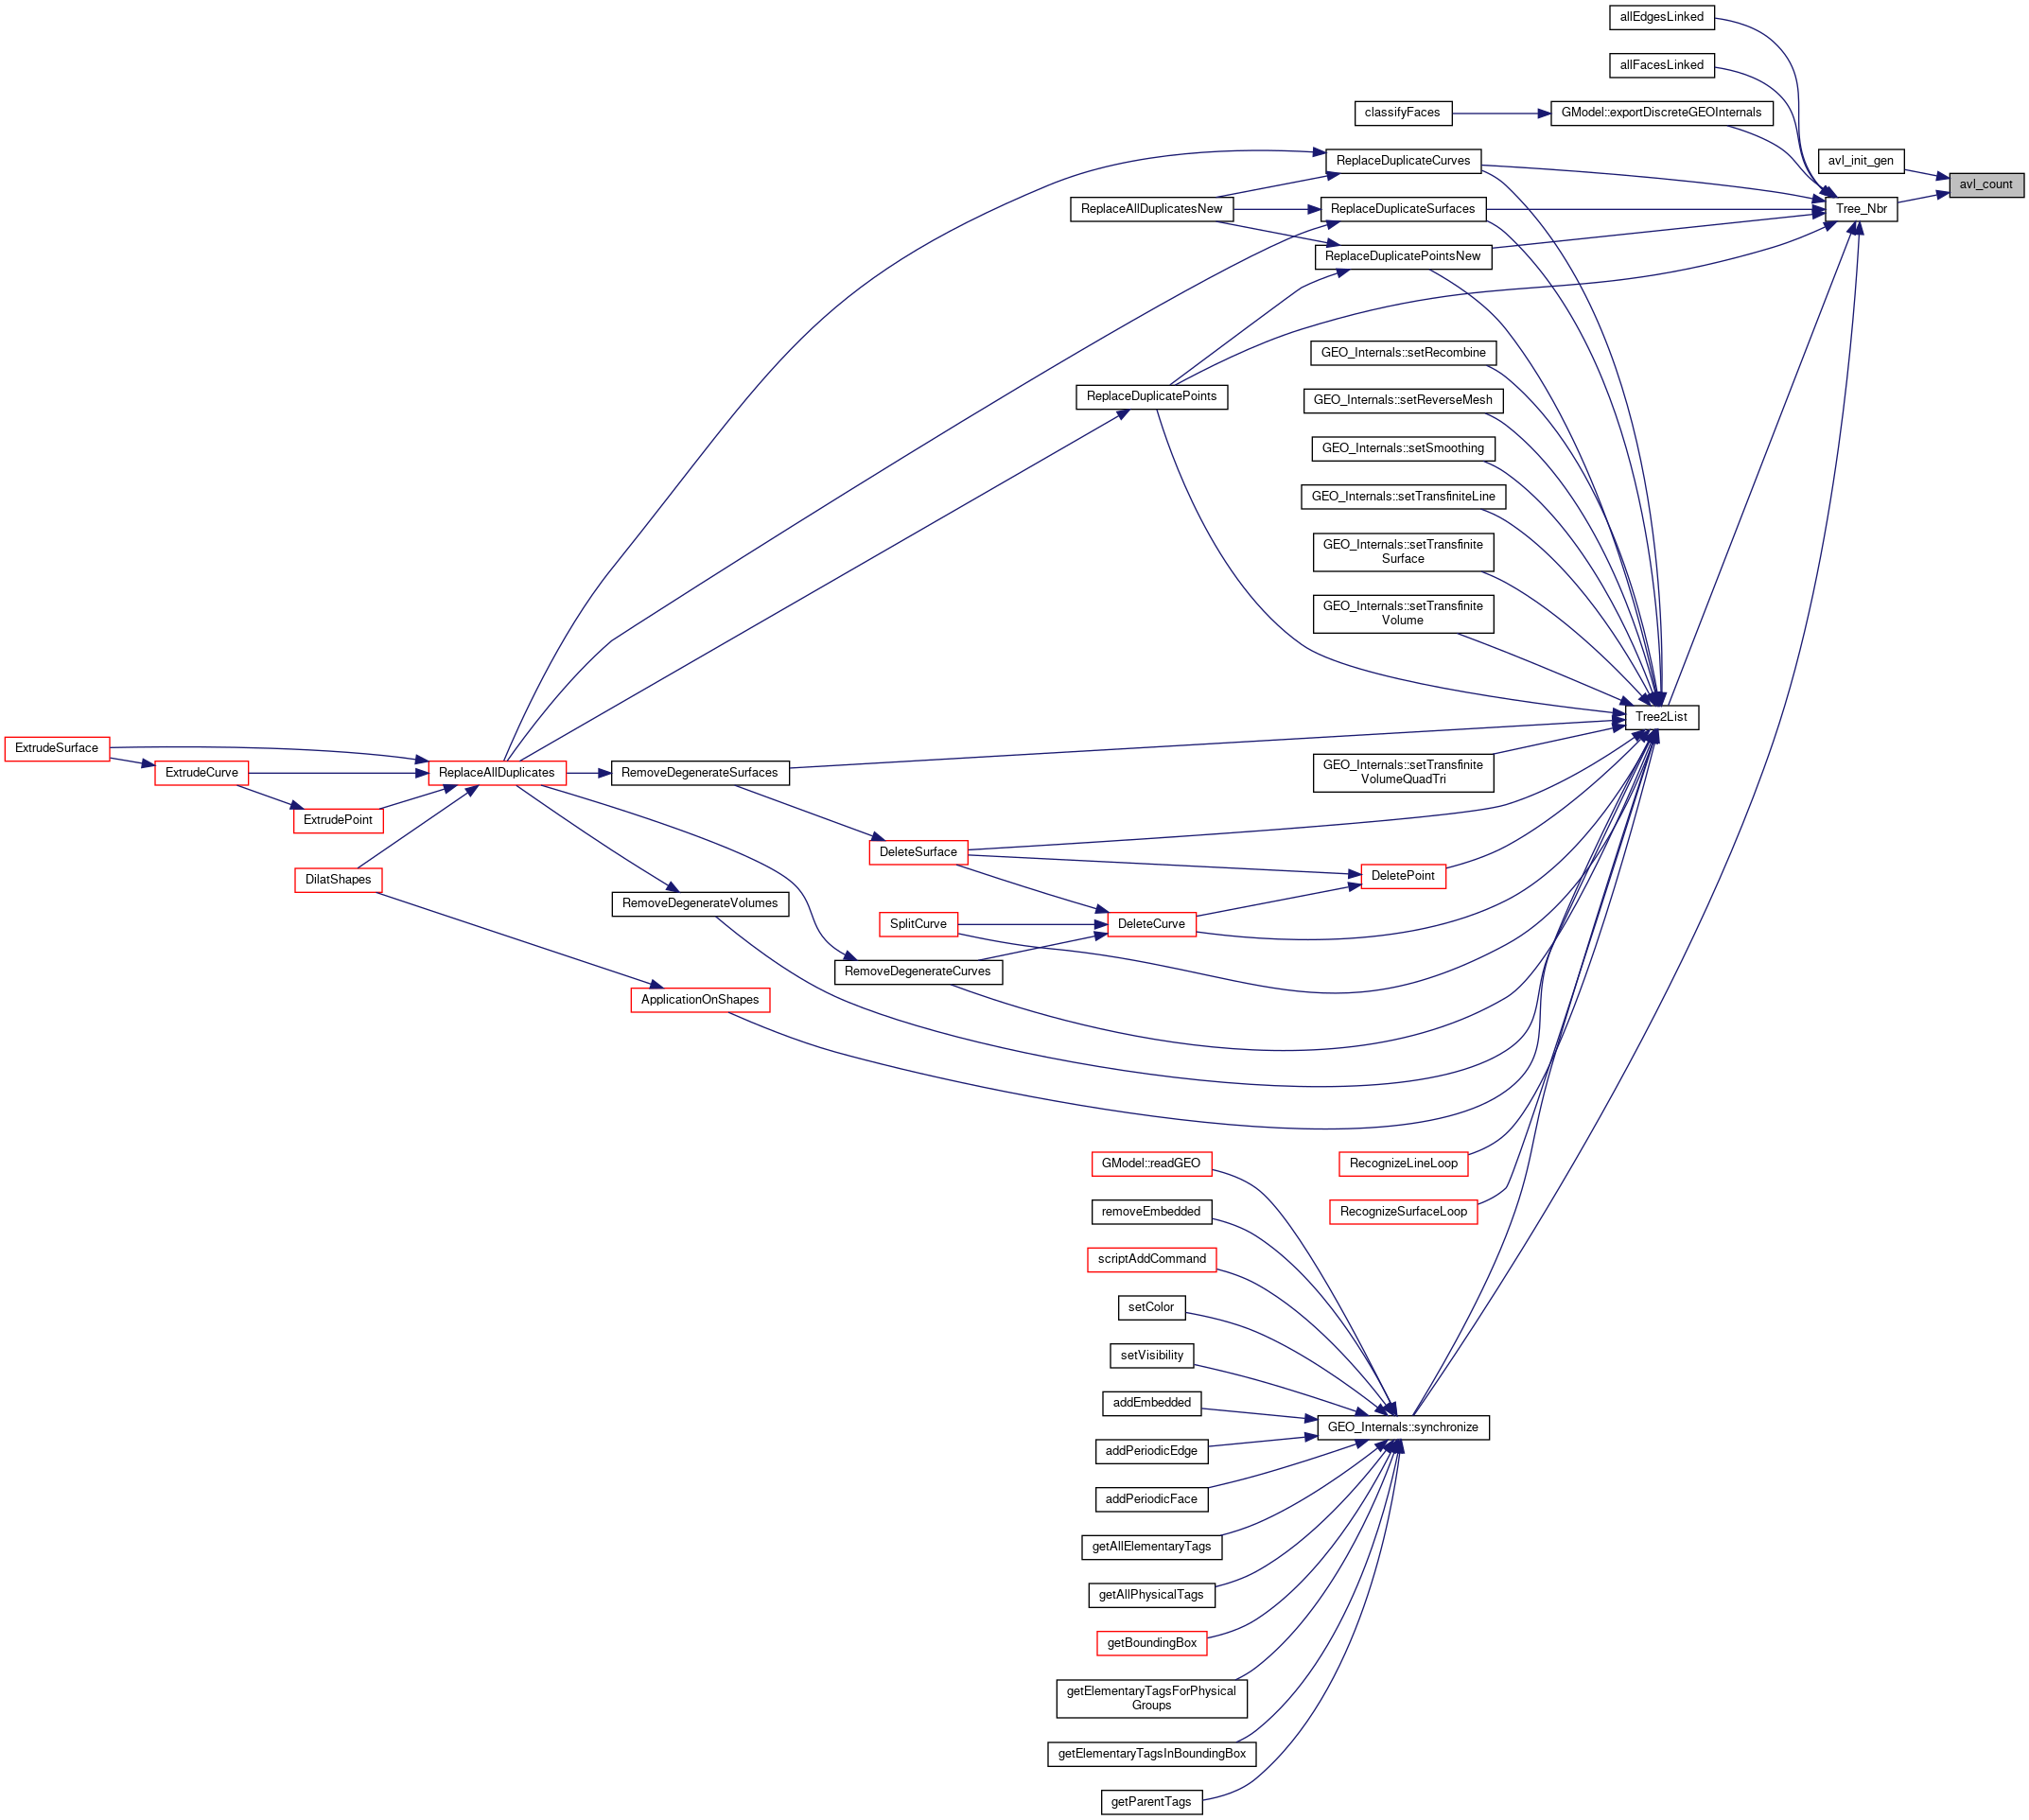 allEdgesLinked
allFacesLinked
classifyFaces
GModel::exportDiscreteGEOInternals
ReplaceDuplicateCurves
avl_init_gen
avl_count
ReplaceAllDuplicatesNew
ReplaceDuplicateSurfaces
Tree_Nbr
ReplaceDuplicatePointsNew
GEO_Internals::setRecombine
ReplaceDuplicatePoints
GEO_Internals::setReverseMesh
GEO_Internals::setSmoothing
GEO_Internals::setTransfiniteLine
GEO_Internals::setTransfinite
Surface
GEO_Internals::setTransfinite
Volume
Tree2List
ExtrudeSurface
ExtrudeCurve
ReplaceAllDuplicates
RemoveDegenerateSurfaces
GEO_Internals::setTransfinite
VolumeQuadTri
ExtrudePoint
DeleteSurface
DilatShapes
DeletePoint
RemoveDegenerateVolumes
SplitCurve
DeleteCurve
RemoveDegenerateCurves
ApplicationOnShapes
GModel::readGEO
RecognizeLineLoop
removeEmbedded
RecognizeSurfaceLoop
scriptAddCommand
setColor
setVisibility
addEmbedded
GEO_Internals::synchronize
addPeriodicEdge
addPeriodicFace
getAllElementaryTags
getAllPhysicalTags
getBoundingBox
getElementaryTagsForPhysical
Groups
getElementaryTagsInBoundingBox
getParentTags